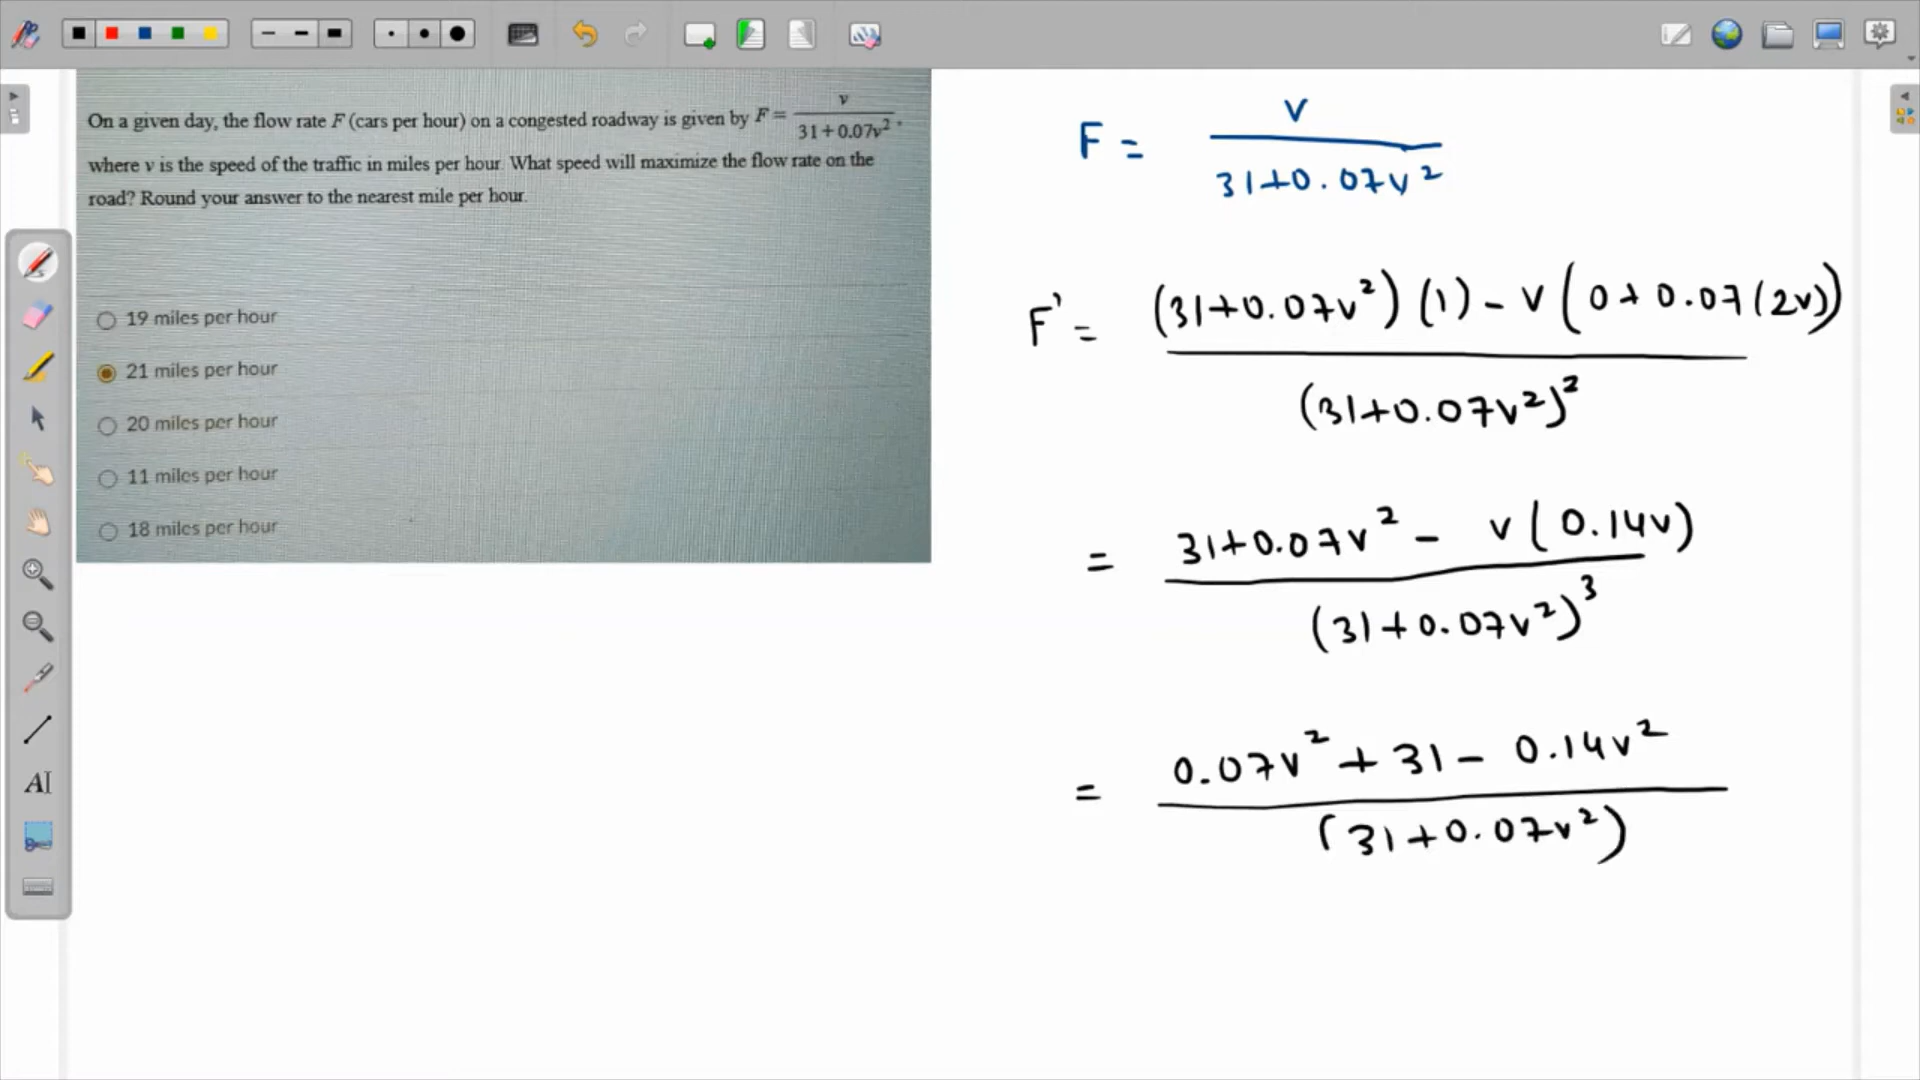 On a given day, the flow rate F (cars per hour) on a congested roadway is given by F = v / (31+0.07v²),
where v is the speed of the traffic in miles per hour. What speed will maximize the flow rate on the
road? Round your answer to the nearest mile per hour.
19 miles per hour
21 miles per hour
20 miles per hour
11 miles per hour
18 miles per hour
F = v / (31+0.07v²)
F' = ((31+0.07v²)(1) - v(0+0.07(2v))) / (31+0.07v²)²
= (31+0.07v² - v(0.14v)) / (31+0.07v²)³
= (0.07v² + 31 - 0.14v²) / (31+0.07v²)
AI